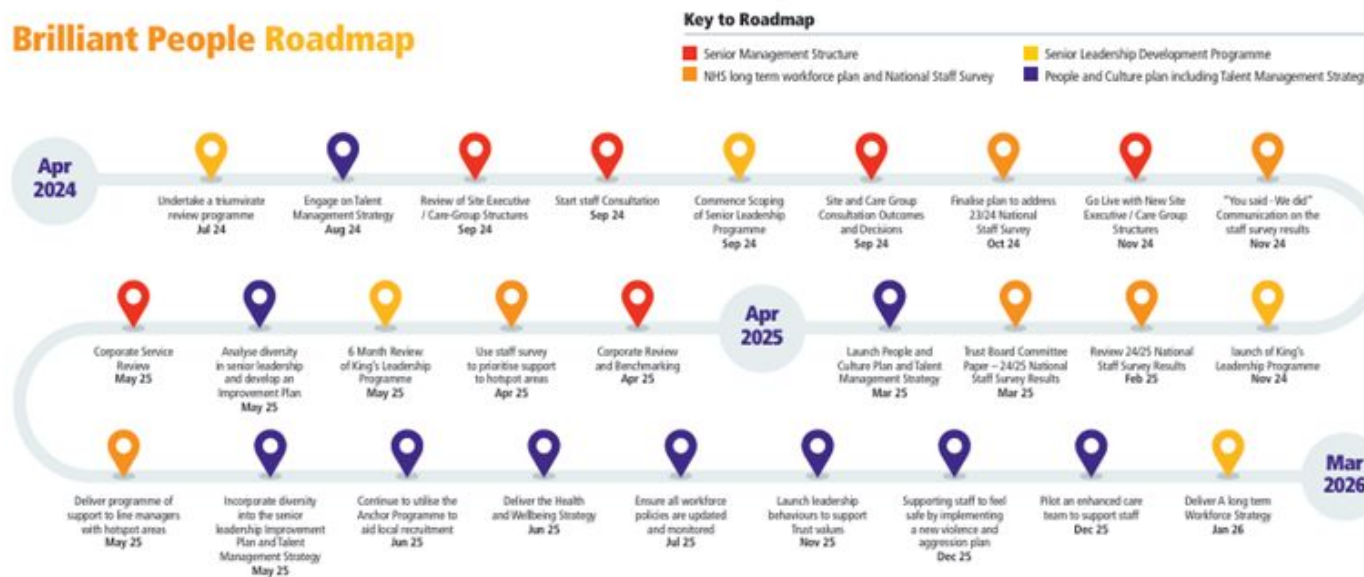 Brilliant People Roadmap
Key to Roadmap
Senior Management Structure
Senior Leadership Development Programme
NHS long term workforce plan and National Staff Survey
People and Culture plan including Talent Management Strateg
Apr
2024
Undertake a triumvirate
review programme
Jul 24
Engage on Talent
Management Strategy
Aug 24
Review of Site Executive
/ Care-Group Structures
Sep 24
Start staff Consultation
Sep 24
Commence Scoping
of Senior Leadership
Programme
Sep 24
Site and Care Group
Consultation Outcomes
and Decisions
Sep 24
Finalise plan to address
23/24 National
Staff Survey
Oct 24
Go Live with New Site
Executive / Care Group
Structures
Nov 24
"You said - We did"
Communication on the
staff survey results
Nov 24
launch of King's
Leadership Programme
Nov 24
Review 24/25 National
Staff Survey Results
Feb 25
Trust Board Committee
Paper – 24/25 National
Staff Survey Results
Mar 25
Launch People and
Culture Plan and Talent
Management Strategy
Mar 25
Apr
2025
Corporate Review
and Benchmarking
Apr 25
Use staff survey
to prioritise support
to hotspot areas
Apr 25
6 Month Review
of King's Leadership
Programme
May 25
Analyse diversity
in senior leadership
and develop an
Improvement Plan
May 25
Corporate Service
Review
May 25
Deliver programme of
support to line managers
with hotspot areas
May 25
Incorporate diversity
into the senior
leadership Improvement
Plan and Talent
Management Strategy
May 25
Continue to utilise the
Anchor Programme to
aid local recruitment
Jun 25
Deliver the Health
and Wellbeing Strategy
Jun 25
Ensure all workforce
policies are updated
and monitored
Jul 25
Launch leadership
behaviours to support
Trust values
Nov 25
Supporting staff to feel
safe by implementing
a new violence and
aggression plan
Dec 25
Pilot an enhanced care
team to support staff
Dec 25
Deliver A long term
Workforce Strategy
Jan 26
Mar
2026